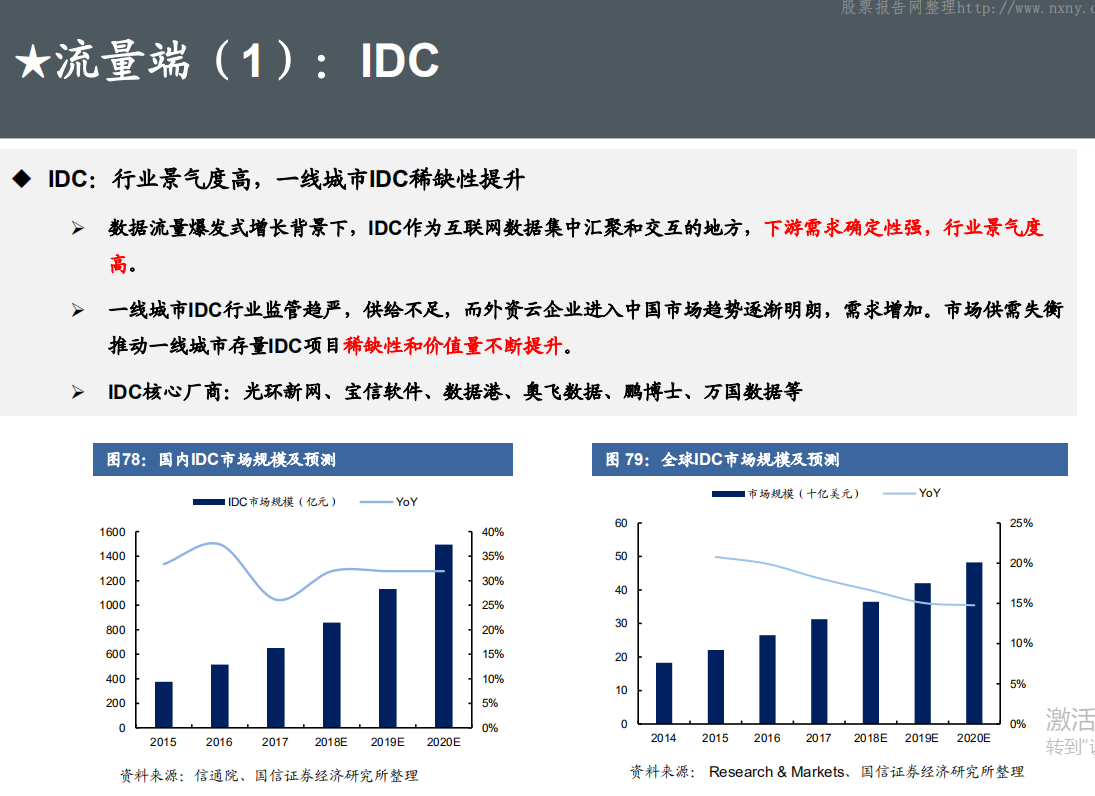 股票报告网整理http://www.nxny.c
★流量端（1）：IDC
◆ IDC：行业景气度高，一线城市IDC稀缺性提升
➢ 数据流量爆发式增长背景下，IDC作为互联网数据集中汇聚和交互的地方，下游需求确定性强，行业景气度
高。
➢ 一线城市IDC行业监管趋严，供给不足，而外资云企业进入中国市场趋势逐渐明朗，需求增加。市场供需失衡
推动一线城市存量IDC项目稀缺性和价值量不断提升。
➢ IDC核心厂商：光环新网、宝信软件、数据港、奥飞数据、鹏博士、万国数据等
图78：国内IDC市场规模及预测
IDC市场规模（亿元） YoY
1600 40%
1400 35%
1200 30%
1000 25%
800 20%
600 15%
400 10%
200 5%
0 0%
2015 2016 2017 2018E 2019E 2020E
资料来源：信通院、国信证券经济研究所整理
图 79：全球IDC市场规模及预测
市场规模（十亿美元） YoY
60 25%
50 20%
40 15%
30 10%
20 5%
10 0%
0
2014 2015 2016 2017 2018E 2019E 2020E
资料来源： Research & Markets、国信证券经济研究所整理
激活
转到"设